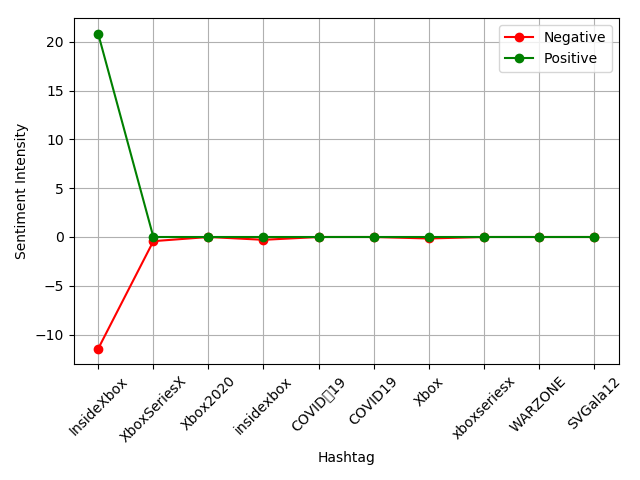 Negative
Positive
20
15
10
5
0
−5
−10
Sentiment Intensity
InsideXbox
XboxSeriesX
Xbox2020
insidexbox
COVID▯19
COVID19
Xbox
xboxseriesx
WARZONE
SVGala12
Hashtag